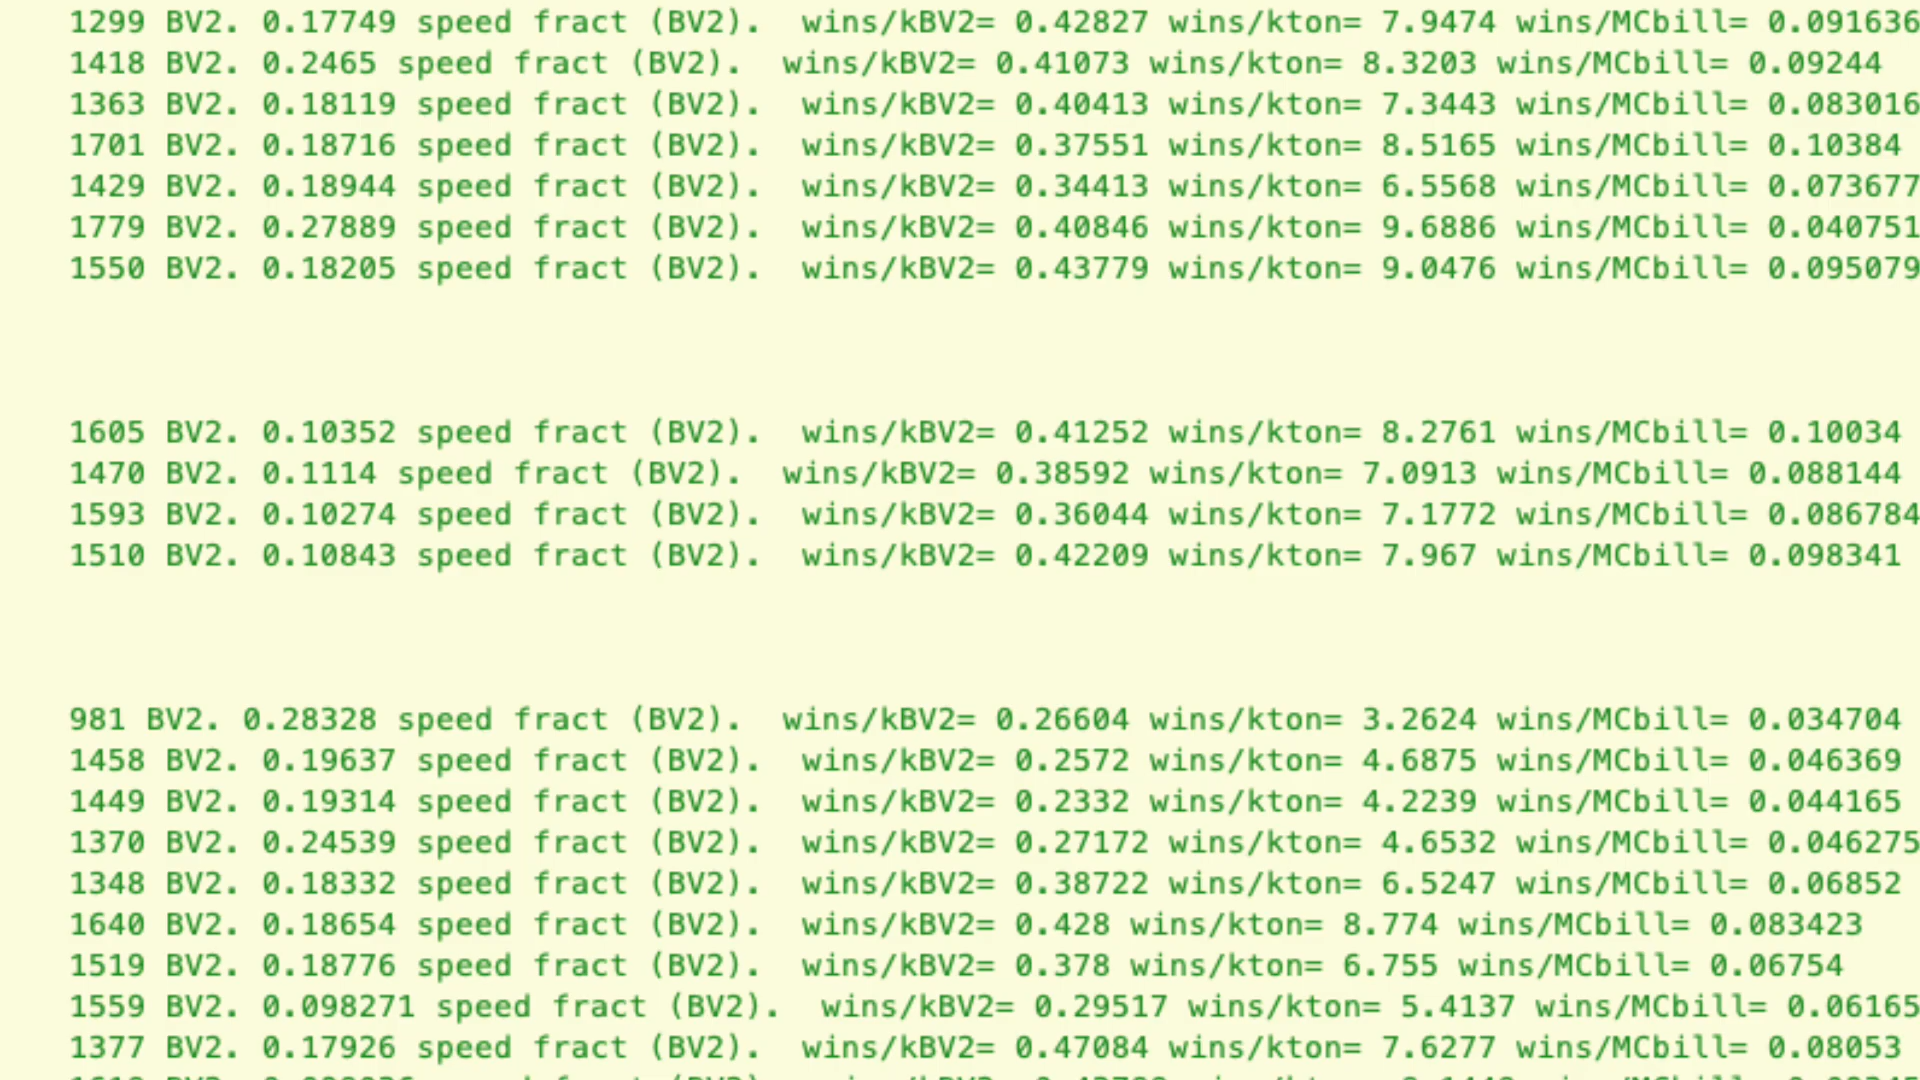 1299 BV2. 0.17749 speed fract (BV2).  wins/kBV2= 0.42827 wins/kton= 7.9474 wins/MCbill= 0.091636
1418 BV2. 0.2465 speed fract (BV2).  wins/kBV2= 0.41073 wins/kton= 8.3203 wins/MCbill= 0.09244
1363 BV2. 0.18119 speed fract (BV2).  wins/kBV2= 0.40413 wins/kton= 7.3443 wins/MCbill= 0.083016
1701 BV2. 0.18716 speed fract (BV2).  wins/kBV2= 0.37551 wins/kton= 8.5165 wins/MCbill= 0.10384
1429 BV2. 0.18944 speed fract (BV2).  wins/kBV2= 0.34413 wins/kton= 6.5568 wins/MCbill= 0.073677
1779 BV2. 0.27889 speed fract (BV2).  wins/kBV2= 0.40846 wins/kton= 9.6886 wins/MCbill= 0.040751
1550 BV2. 0.18205 speed fract (BV2).  wins/kBV2= 0.43779 wins/kton= 9.0476 wins/MCbill= 0.095079
1605 BV2. 0.10352 speed fract (BV2).  wins/kBV2= 0.41252 wins/kton= 8.2761 wins/MCbill= 0.10034
1470 BV2. 0.1114 speed fract (BV2).  wins/kBV2= 0.38592 wins/kton= 7.0913 wins/MCbill= 0.088144
1593 BV2. 0.10274 speed fract (BV2).  wins/kBV2= 0.36044 wins/kton= 7.1772 wins/MCbill= 0.086784
1510 BV2. 0.10843 speed fract (BV2).  wins/kBV2= 0.42209 wins/kton= 7.967 wins/MCbill= 0.098341
981 BV2. 0.28328 speed fract (BV2).  wins/kBV2= 0.26604 wins/kton= 3.2624 wins/MCbill= 0.034704
1458 BV2. 0.19637 speed fract (BV2).  wins/kBV2= 0.2572 wins/kton= 4.6875 wins/MCbill= 0.046369
1449 BV2. 0.19314 speed fract (BV2).  wins/kBV2= 0.2332 wins/kton= 4.2239 wins/MCbill= 0.044165
1370 BV2. 0.24539 speed fract (BV2).  wins/kBV2= 0.27172 wins/kton= 4.6532 wins/MCbill= 0.046275
1348 BV2. 0.18332 speed fract (BV2).  wins/kBV2= 0.38722 wins/kton= 6.5247 wins/MCbill= 0.06852
1640 BV2. 0.18654 speed fract (BV2).  wins/kBV2= 0.428 wins/kton= 8.774 wins/MCbill= 0.083423
1519 BV2. 0.18776 speed fract (BV2).  wins/kBV2= 0.378 wins/kton= 6.755 wins/MCbill= 0.06754
1559 BV2. 0.098271 speed fract (BV2).  wins/kBV2= 0.29517 wins/kton= 5.4137 wins/MCbill= 0.06165
1377 BV2. 0.17926 speed fract (BV2).  wins/kBV2= 0.47084 wins/kton= 7.6277 wins/MCbill= 0.08053